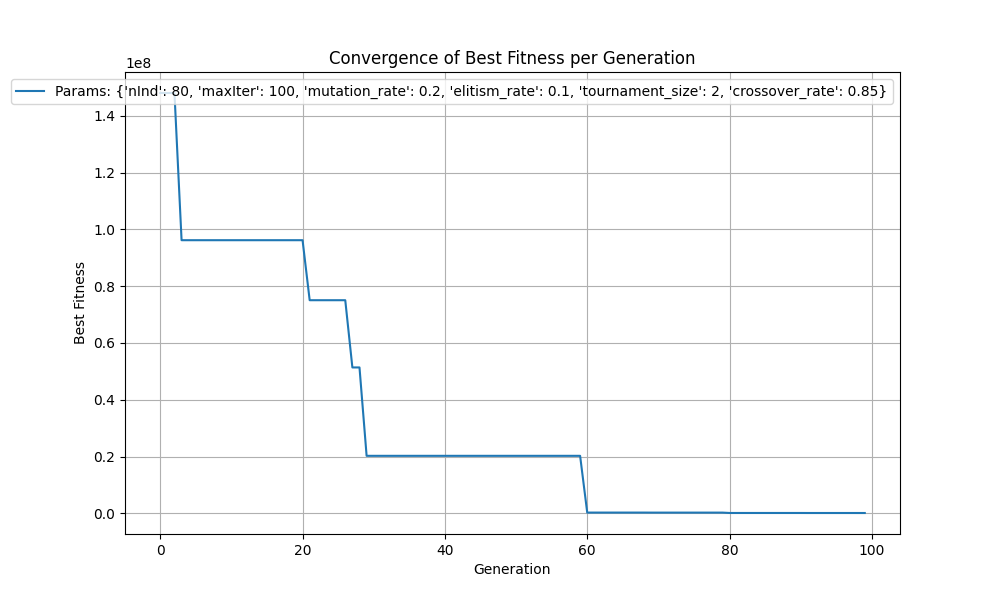 Convergence of Best Fitness per Generation
1e8
Params: {'nInd': 80, 'maxIter': 100, 'mutation_rate': 0.2, 'elitism_rate': 0.1, 'tournament_size': 2, 'crossover_rate': 0.85}
1.4
1.2
1.0
0.8
0.6
0.4
0.2
0.0
Best Fitness
0 20 40 60 80 100
Generation